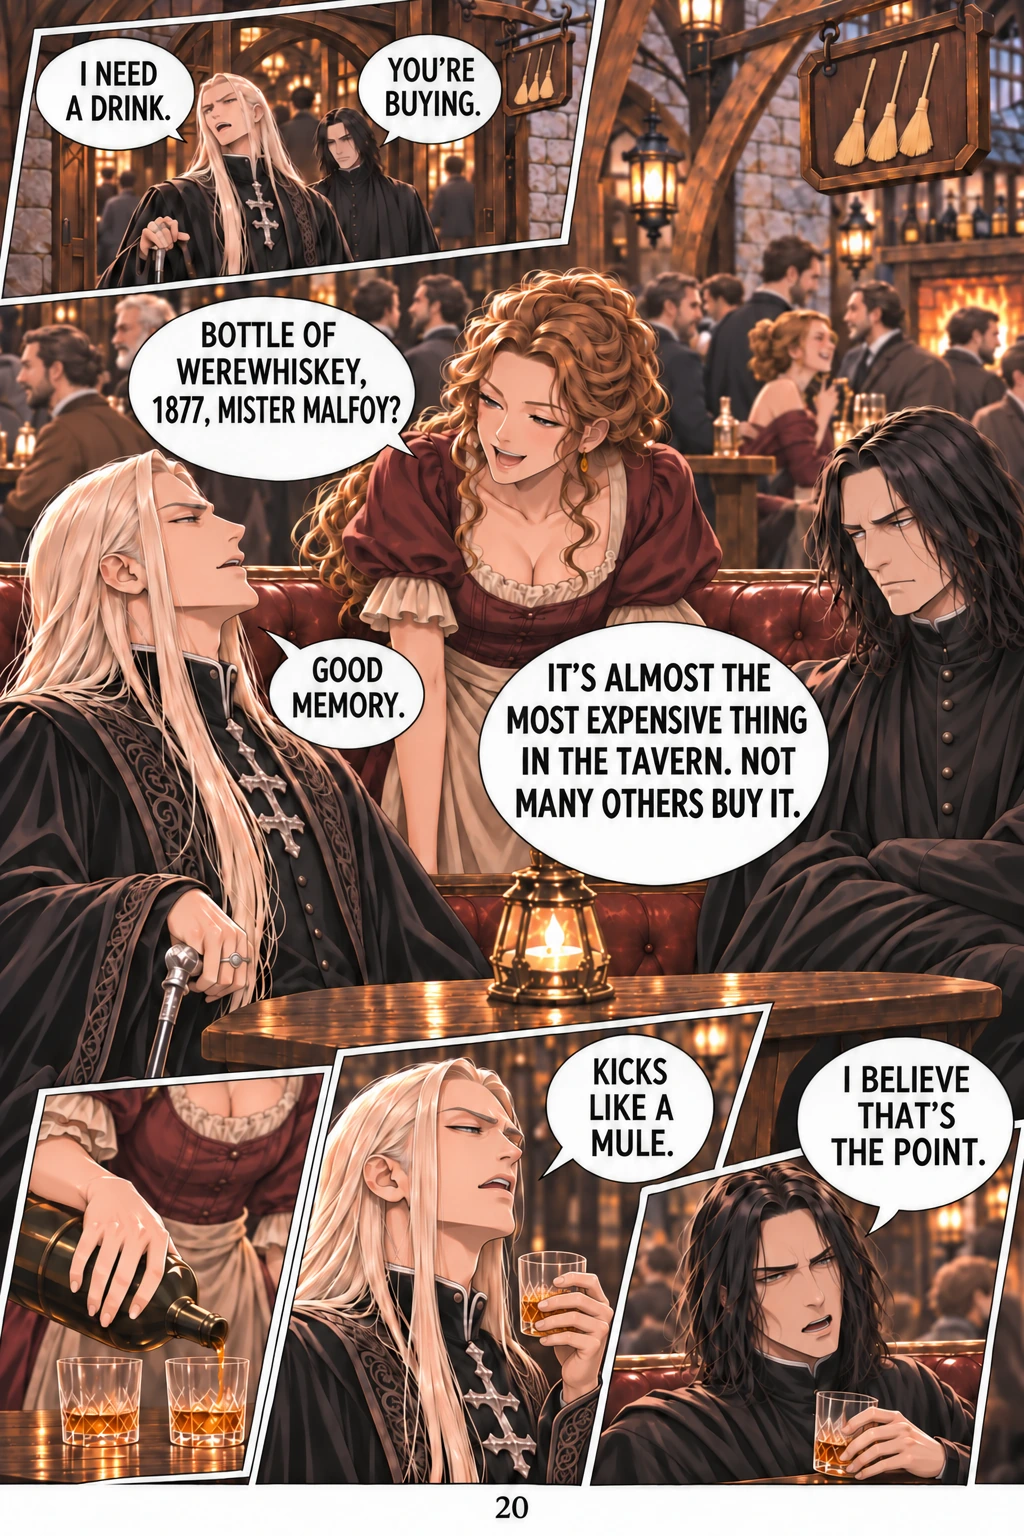 I NEED
A DRINK.
YOU'RE
BUYING.
BOTTLE OF
WEREWHISKEY,
1877, MISTER MALFOY?
GOOD
MEMORY.
IT'S ALMOST THE
MOST EXPENSIVE THING
IN THE TAVERN. NOT
MANY OTHERS BUY IT.
KICKS
LIKE A
MULE.
I BELIEVE
THAT'S
THE POINT.
20